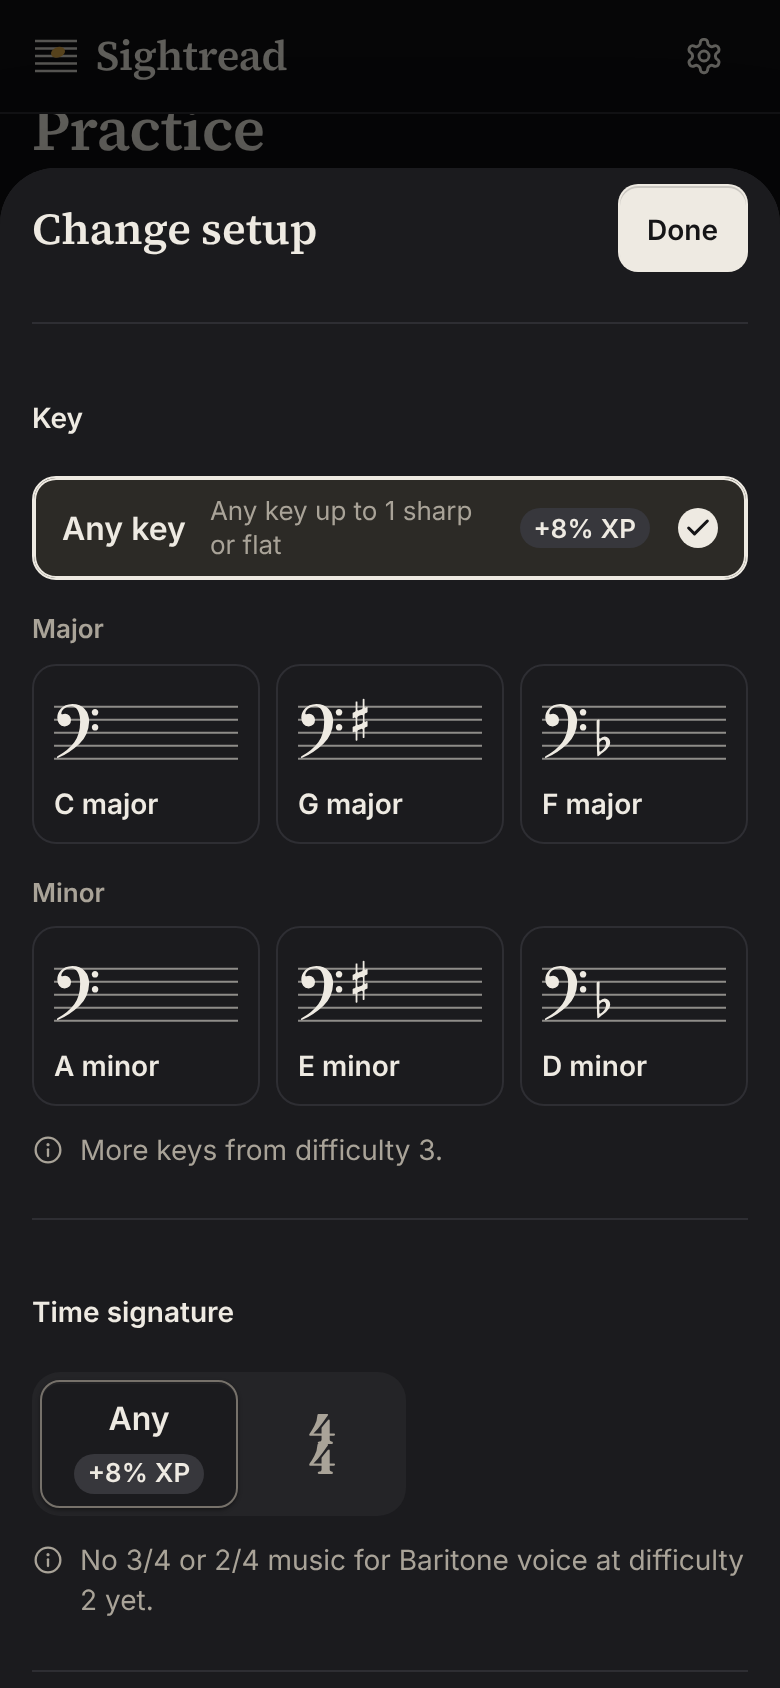 Sightread
Practice
Change setup
Done
Key
Any key
Any key up to 1 sharp
or flat
+8% XP
Major
C major
G major
F major
Minor
A minor
E minor
D minor
More keys from difficulty 3.
Time signature
Any
+8% XP
4
4
No 3/4 or 2/4 music for Baritone voice at difficulty
2 yet.